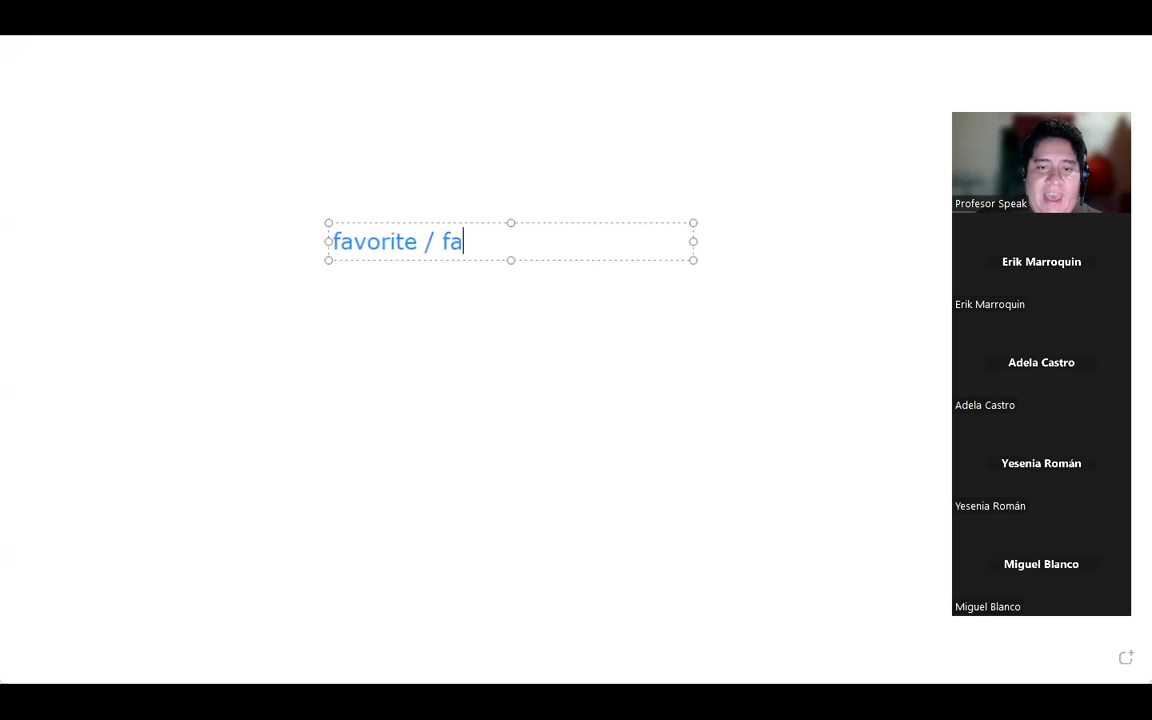 favorite / fa
Profesor Speak
Erik Marroquin
Erik Marroquin
Adela Castro
Adela Castro
Yesenia Román
Yesenia Román
Miguel Blanco
Miguel Blanco